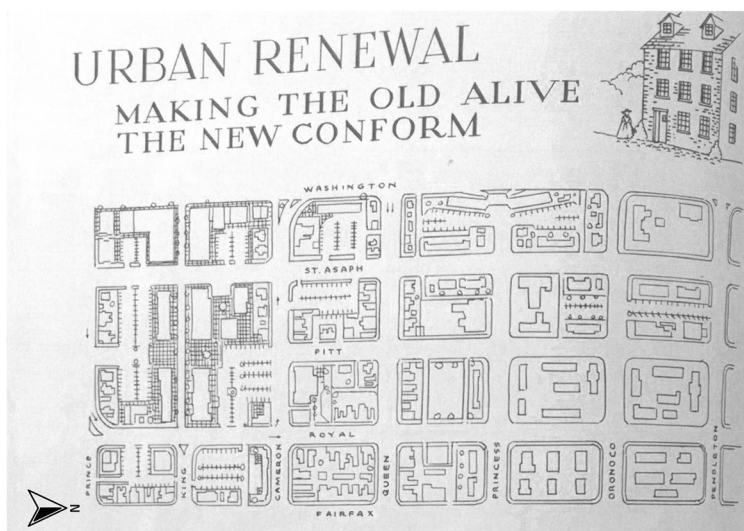 URBAN RENEWAL
MAKING THE OLD ALIVE
THE NEW CONFORM
WASHINGTON
ST. ASAPH
PITT
ROYAL
PRINCE
KING
CAMERON
QUEEN
PRINCESS
ORONOCO
PENDLETON
FAIRFAX
N